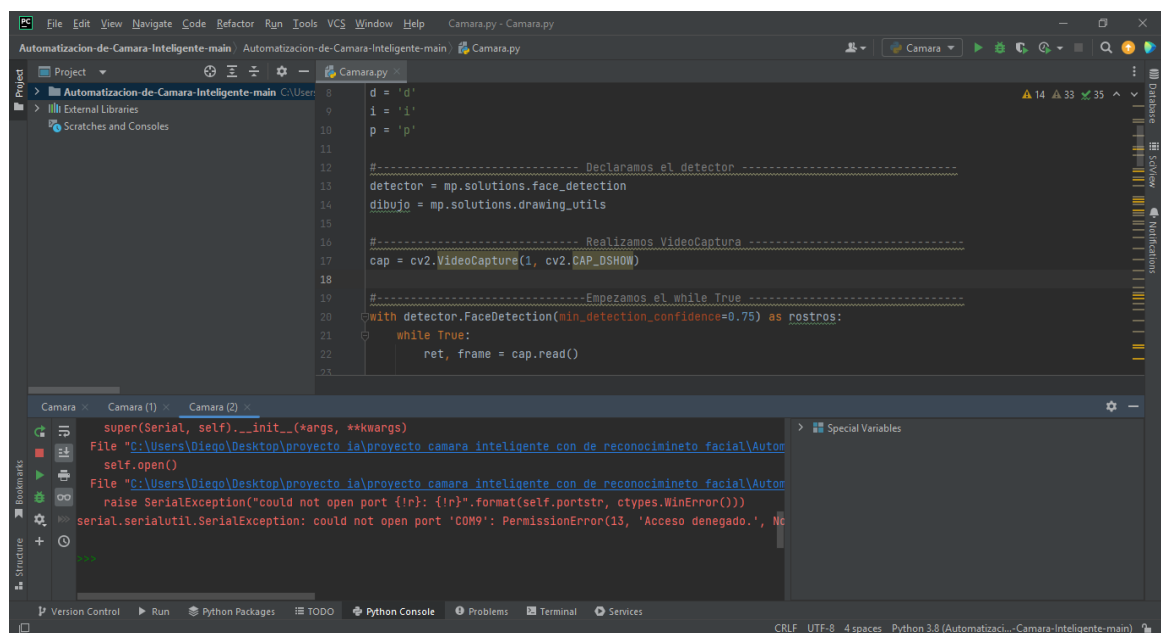 PC File Edit View Navigate Code Refactor Run Tools VCS Window Help Camara.py - Camara.py
Automatizacion-de-Camara-Inteligente-main Automatizacion-de-Camara-Inteligente-main Camara.py Camara
Project Project Camara.py
Automatizacion-de-Camara-Inteligente-main C:\Users
External Libraries
Scratches and Consoles
14 33 35
8 d = 'd'
9 i = 'i'
10 p = 'p'
11
12 #----------------------------- Declaramos el detector -------------------------------
13 detector = mp.solutions.face_detection
14 dibujo = mp.solutions.drawing_utils
15
16 #----------------------------- Realizamos VideoCaptura -------------------------------
17 cap = cv2.VideoCapture(1, cv2.CAP_DSHOW)
18
19 #------------------------------Empezamos el while True -------------------------------
20 with detector.FaceDetection(min_detection_confidence=0.75) as rostros:
21 while True:
22 ret, frame = cap.read()
23
Database
SciView
Notifications
Camara Camara (1) Camara (2)
super(Serial, self).__init__(*args, **kwargs)
File "C:\Users\Diego\Desktop\proyecto ia\proyecto camara inteligente con de reconocimineto facial\Autom
self.open()
File "C:\Users\Diego\Desktop\proyecto ia\proyecto camara inteligente con de reconocimineto facial\Autom
raise SerialException("could not open port {!r}: {!r}".format(self.portstr, ctypes.WinError()))
serial.serialutil.SerialException: could not open port 'COM9': PermissionError(13, 'Acceso denegado.', No
>>>
Special Variables
Bookmarks
Structure
Version Control Run Python Packages TODO Python Console Problems Terminal Services
CRLF UTF-8 4 spaces Python 3.8 (Automatizaci...-Camara-Inteligente-main)